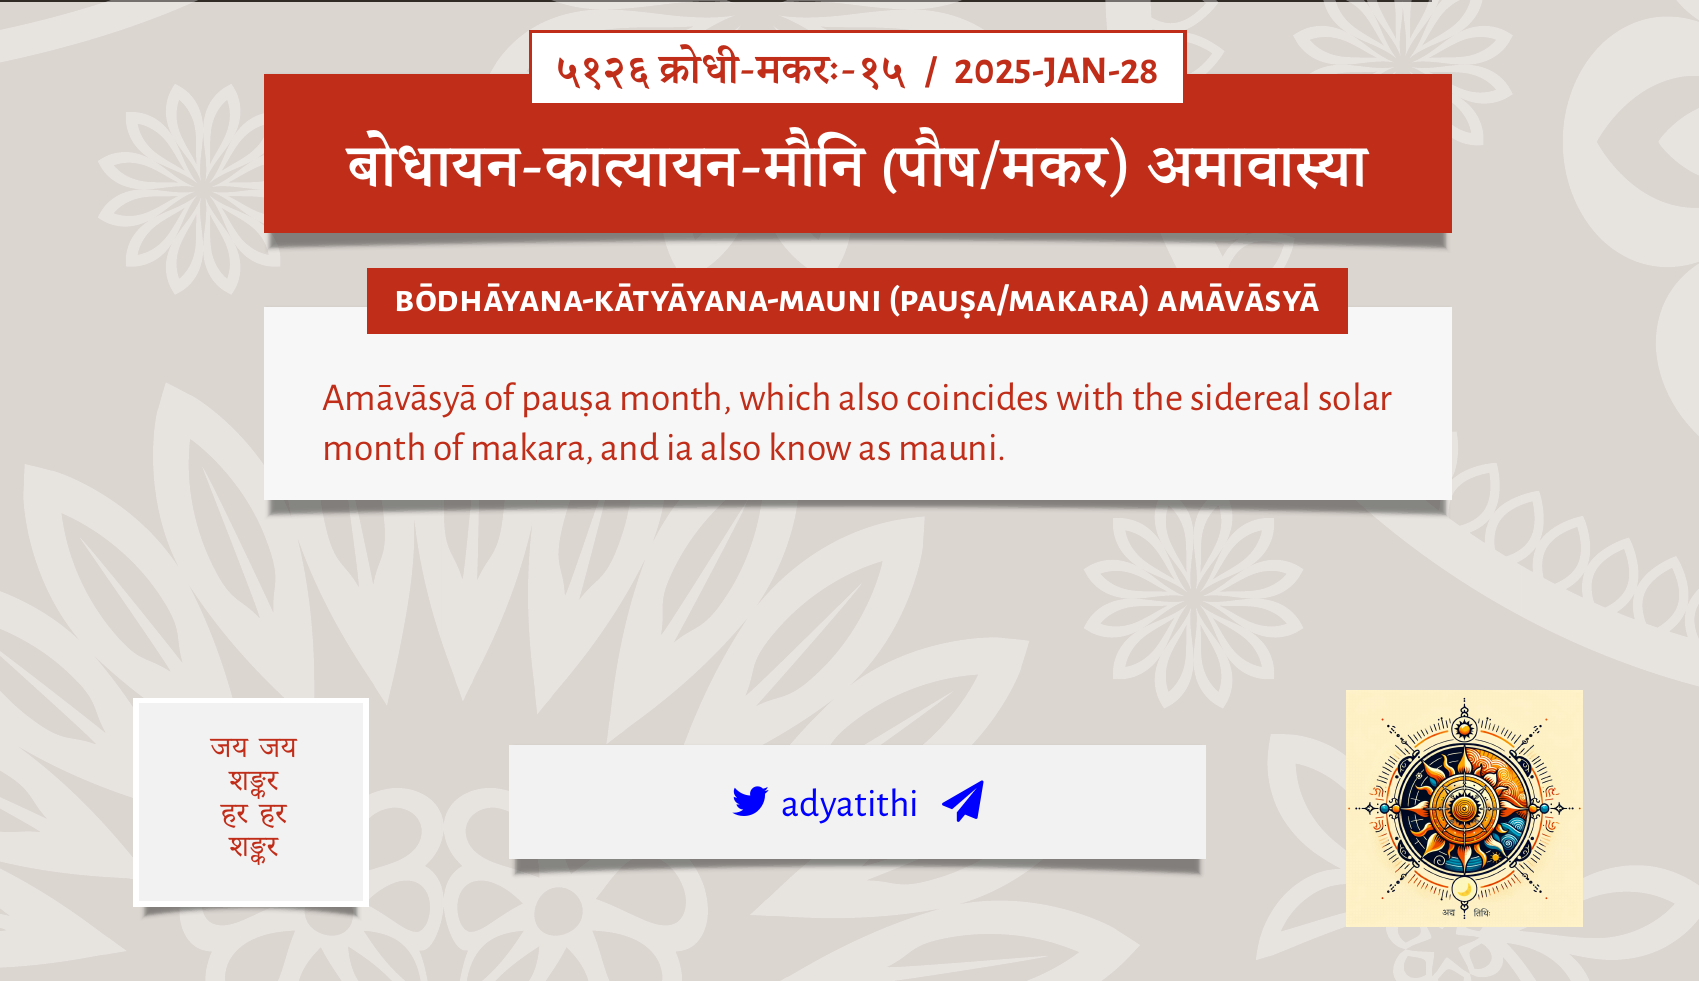 ५१२६ क्रोधी-मकरः-१५ / 2025-JAN-28
बोधायन-कात्यायन-मौनि (पौष/मकर) अमावास्या
BŌDHĀYANA-KĀTYĀYANA-MAUNI (PAUṢA/MAKARA) AMĀVĀSYĀ
Amāvāsyā of pauṣa month, which also coincides with the sidereal solar
month of makara, and ia also know as mauni.
जय जय
शङ्कर
हर हर
शङ्कर
adyatithi
अद्य तिथिः